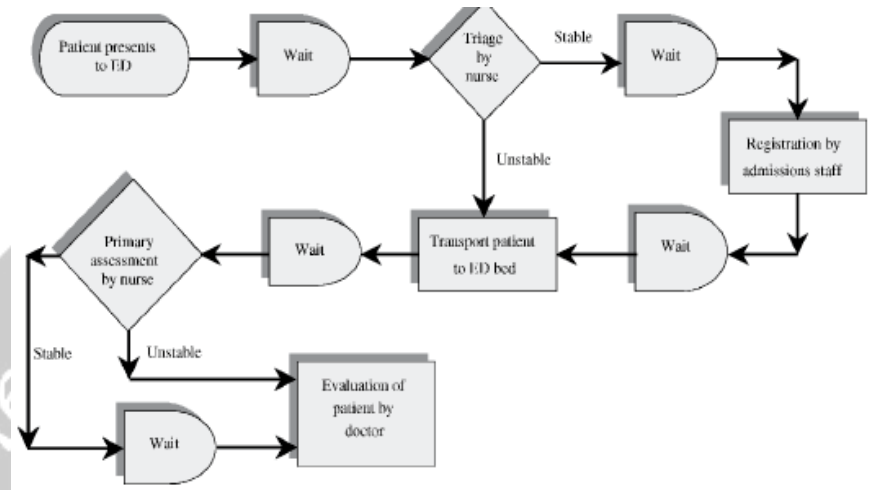 Patient presents
to ED
Wait
Triage
by
nurse
Stable
Wait
Registration by
admissions staff
Unstable
Wait
Transport patient
to ED bed
Wait
Primary
assessment
by nurse
Stable
Unstable
Evaluation of
patient by
doctor
Wait